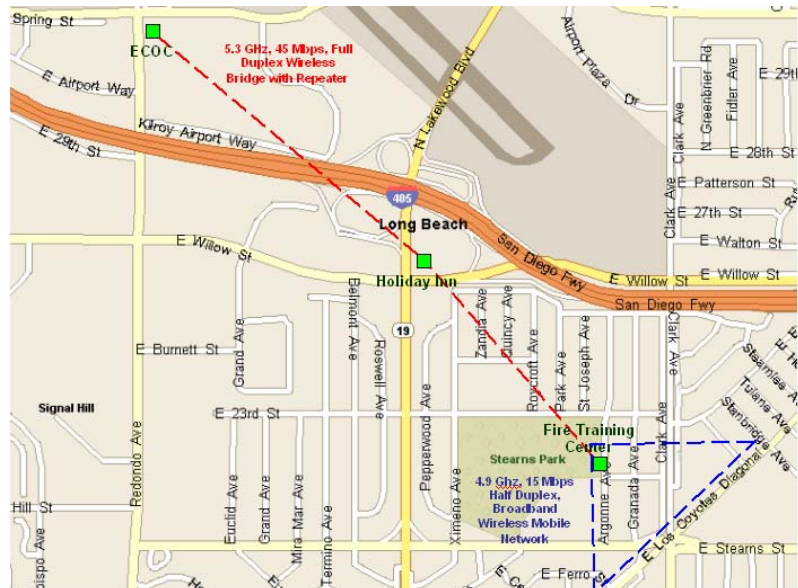 Spring St
ECOC
5.3 GHz, 45 Mbps, Full
Duplex Wireless
Bridge with Repeater
N Lakewood Blvd
Airport Plaza Dr
Clark Ave
N Greenbrier Rd
Fidler Ave
E 29th
E Airport Way
E 29th St
Kilroy Airport Way
E 28th St
E Patterson St
E 27th St
E Walton St
E Willow St
E Willow St
405
Long Beach
San Diego Fwy
Clark Ave
E Willow St
Holiday Inn
San Diego Fwy
19
Belmont Ave
Roswell Ave
Zandia Ave
Quincy Ave
Roycroft Ave
Park Ave
St Joseph Ave
Clark Ave
E Burnett St
Grand Ave
Stearnlee Ave
Tulane Ave
Stanbridge Ave
Signal Hill
Redondo Ave
E 23rd St
Pepperwood Ave
Fire Training
Center
Stearns Park
Clark Ave
4.9 Ghz, 15 Mbps
Half Duplex,
Broadband
Wireless Mobile
Network
Argonne Ave
Granada Ave
E Los Coyotes Diagonal
Hill St
Euclid Ave
Grand Ave
Mira Mar Ave
Termino Ave
Ximeno Ave
E Stearns St
E Ferro St